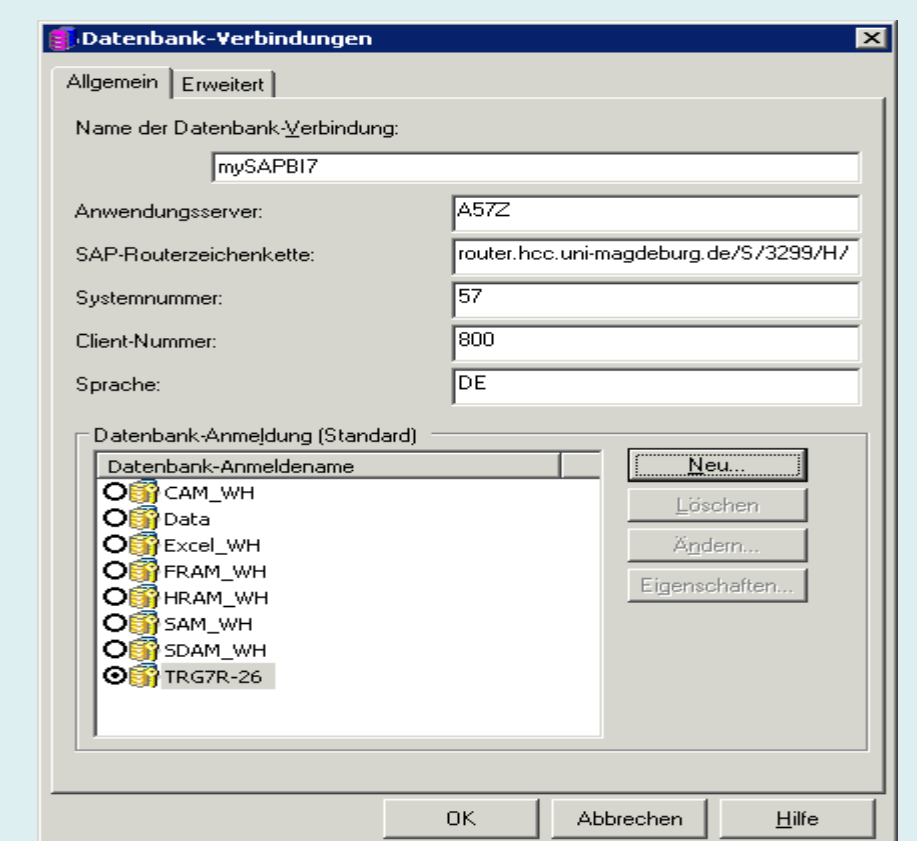 Datenbank-Verbindungen
Allgemein Erweitert
Name der Datenbank-Verbindung:
mySAPBI7
Anwendungsserver: A57Z
SAP-Routerzeichenkette: router.hcc.uni-magdeburg.de/S/3299/H/
Systemnummer: 57
Client-Nummer: 800
Sprache: DE
Datenbank-Anmeldung (Standard)
Datenbank-Anmeldename
CAM_WH
Data
Excel_WH
FRAM_WH
HRAM_WH
SAM_WH
SDAM_WH
TRG7R-26
Neu...
Löschen
Ändern...
Eigenschaften...
OK Abbrechen Hilfe